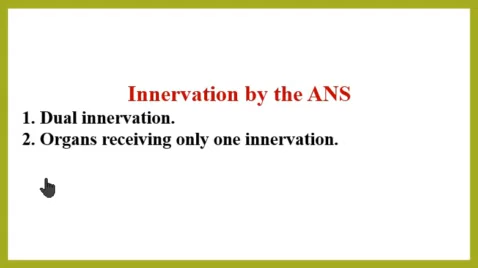 Innervation by the ANS
1. Dual innervation.
2. Organs receiving only one innervation.